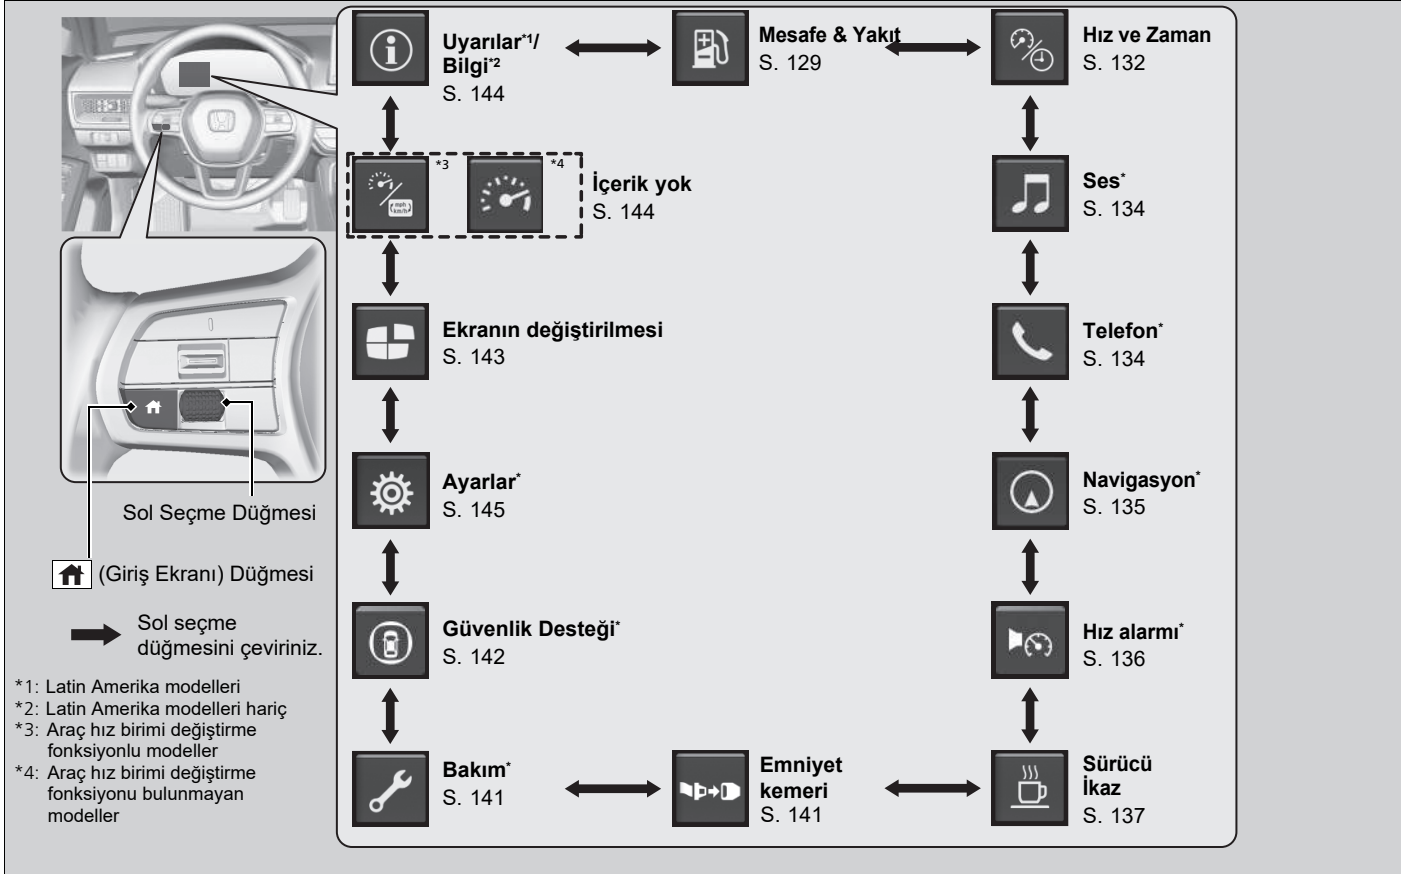 Uyarılar*1/
Bilgi*2
S. 144
Mesafe & Yakıt
S. 129
Hız ve Zaman
S. 132
*3
*4
mph
km/h
İçerik yok
S. 144
Ses*
S. 134
Ekranın değiştirilmesi
S. 143
Telefon*
S. 134
Ayarlar*
S. 145
Navigasyon*
S. 135
Güvenlik Desteği*
S. 142
Hız alarmı*
S. 136
Bakım*
S. 141
Emniyet
kemeri
S. 141
Sürücü
İkaz
S. 137
Sol Seçme Düğmesi
(Giriş Ekranı) Düğmesi
Sol seçme
düğmesini çeviriniz.
*1: Latin Amerika modelleri
*2: Latin Amerika modelleri hariç
*3: Araç hız birimi değiştirme
fonksiyonlu modeller
*4: Araç hız birimi değiştirme
fonksiyonu bulunmayan
modeller